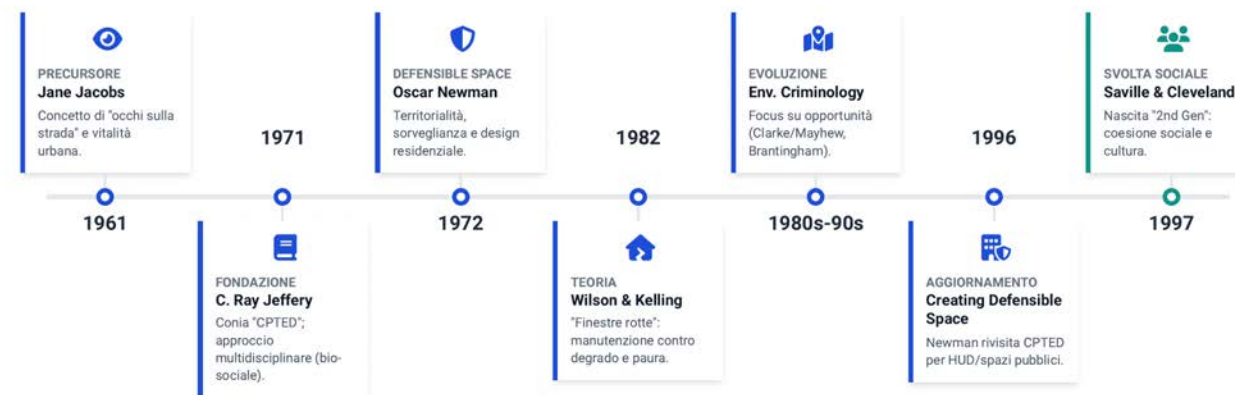 PRECURSORE
Jane Jacobs
Concetto di "occhi sulla
strada" e vitalità
urbana.
1961
1971
FONDAZIONE
C. Ray Jeffery
Conia "CPTED";
approccio
multidisciplinare (bio-
sociale).
DEFENSIBLE SPACE
Oscar Newman
Territorialità,
sorveglianza e design
residenziale.
1972
1982
TEORIA
Wilson & Kelling
"Finestre rotte":
manutenzione contro
degrado e paura.
EVOLUZIONE
Env. Criminology
Focus su opportunità
(Clarke/Mayhew,
Brantingham).
1980s-90s
1996
AGGIORNAMENTO
Creating Defensible
Space
Newman rivisita CPTED
per HUD/spazi pubblici.
SVOLTA SOCIALE
Saville & Cleveland
Nascita "2nd Gen":
coesione sociale e
cultura.
1997